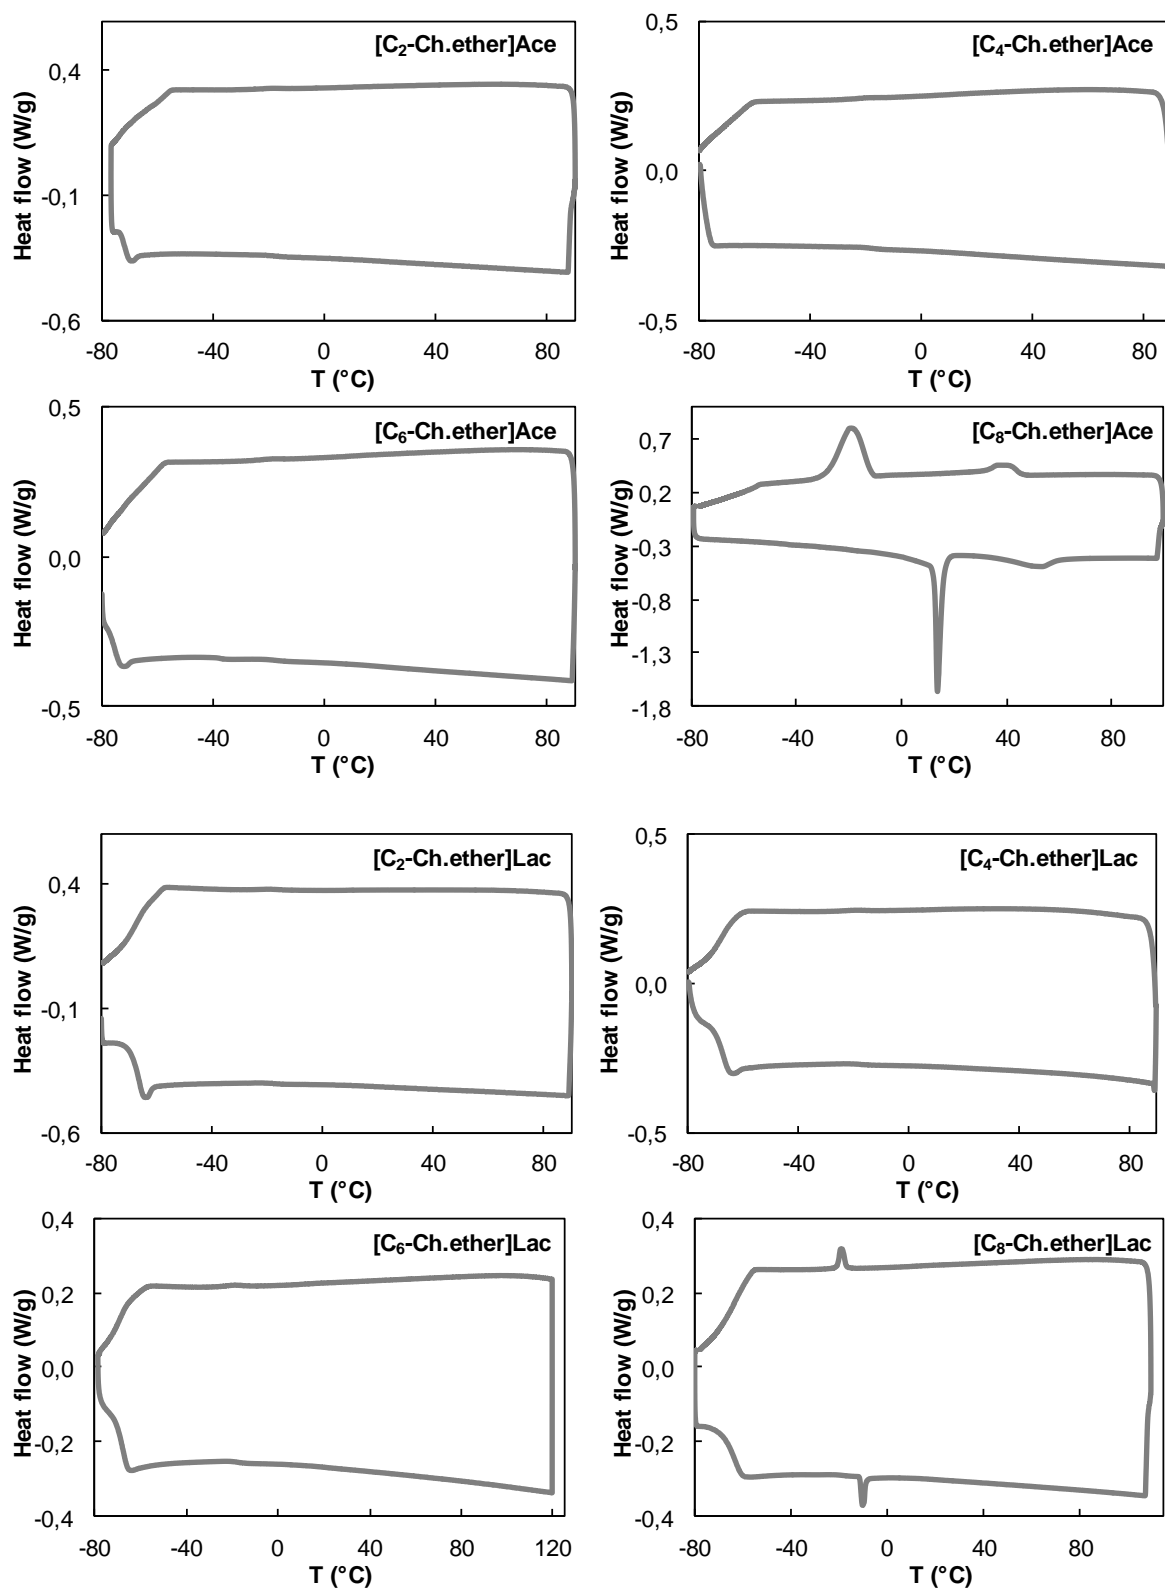 [C2-Ch.ether]Ace
0,4
-0,1
-0,6
Heat flow (W/g)
-80 -40 0 40 80
T (°C)
[C4-Ch.ether]Ace
0,5
0,0
-0,5
Heat flow (W/g)
-80 -40 0 40 80
T (°C)
[C6-Ch.ether]Ace
0,5
0,0
-0,5
Heat flow (W/g)
-80 -40 0 40 80
T (°C)
[C8-Ch.ether]Ace
0,7
0,2
-0,3
-0,8
-1,3
-1,8
Heat flow (W/g)
-80 -40 0 40 80
T (°C)
[C2-Ch.ether]Lac
0,4
-0,1
-0,6
Heat flow (W/g)
-80 -40 0 40 80
T (°C)
[C4-Ch.ether]Lac
0,5
0,0
-0,5
Heat flow (W/g)
-80 -40 0 40 80
T (°C)
[C6-Ch.ether]Lac
0,4
0,2
0,0
-0,2
-0,4
Heat flow (W/g)
-80 -40 0 40 80 120
T (°C)
[C8-Ch.ether]Lac
0,4
0,2
0,0
-0,2
-0,4
Heat flow (W/g)
-80 -40 0 40 80
T (°C)